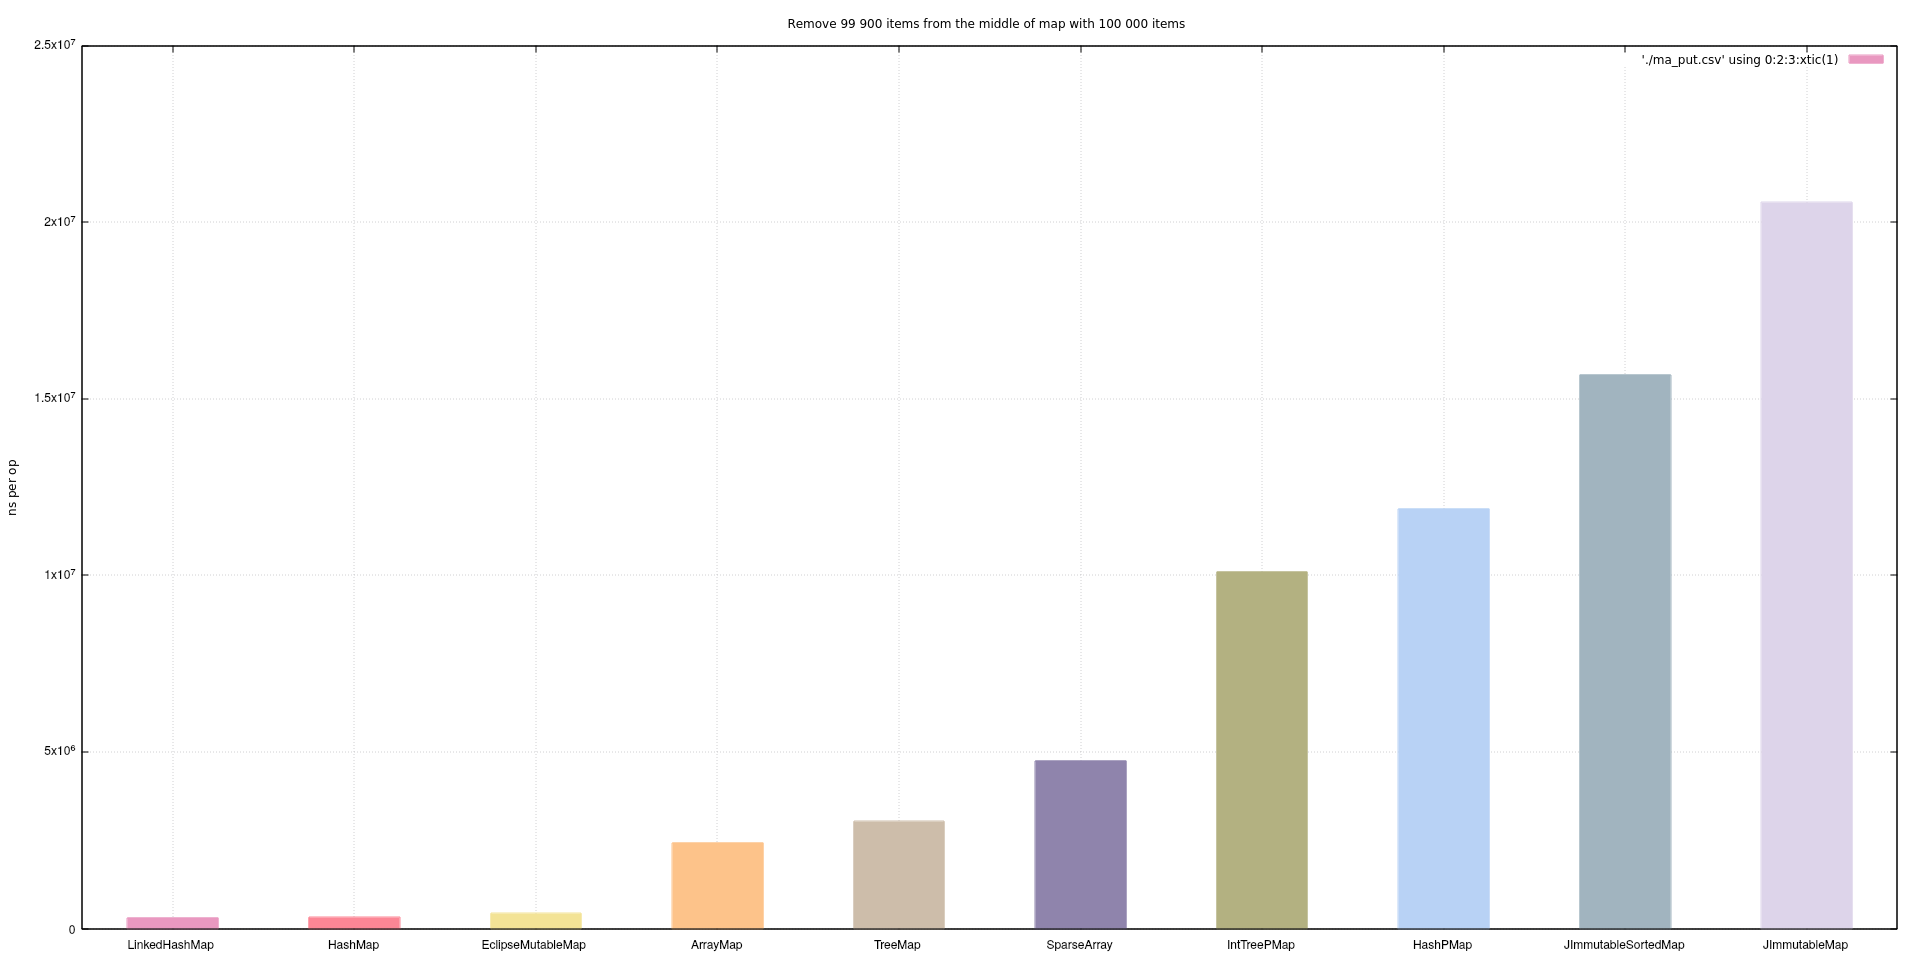 Remove 99 900 items from the middle of map with 100 000 items
'./ma_put.csv' using 0:2:3:xtic(1)
2.5x10⁷
2x10⁷
1.5x10⁷
1x10⁷
5x10⁶
0
ns per op
LinkedHashMap HashMap EclipseMutableMap ArrayMap TreeMap SparseArray IntTreePMap HashPMap JImmutableSortedMap JImmutableMap